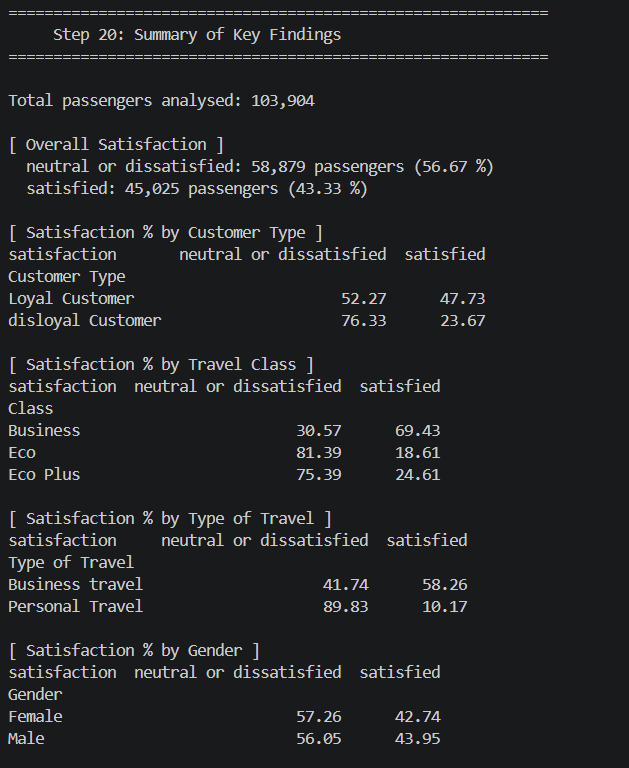 ============================================================
     Step 20: Summary of Key Findings
============================================================

Total passengers analysed: 103,904

[ Overall Satisfaction ]
  neutral or dissatisfied: 58,879 passengers (56.67 %)
  satisfied: 45,025 passengers (43.33 %)

[ Satisfaction % by Customer Type ]
satisfaction       neutral or dissatisfied  satisfied
Customer Type
Loyal Customer                       52.27      47.73
disloyal Customer                    76.33      23.67

[ Satisfaction % by Travel Class ]
satisfaction  neutral or dissatisfied  satisfied
Class
Business                        30.57      69.43
Eco                             81.39      18.61
Eco Plus                        75.39      24.61

[ Satisfaction % by Type of Travel ]
satisfaction     neutral or dissatisfied  satisfied
Type of Travel
Business travel                    41.74      58.26
Personal Travel                    89.83      10.17

[ Satisfaction % by Gender ]
satisfaction  neutral or dissatisfied  satisfied
Gender
Female                          57.26      42.74
Male                            56.05      43.95